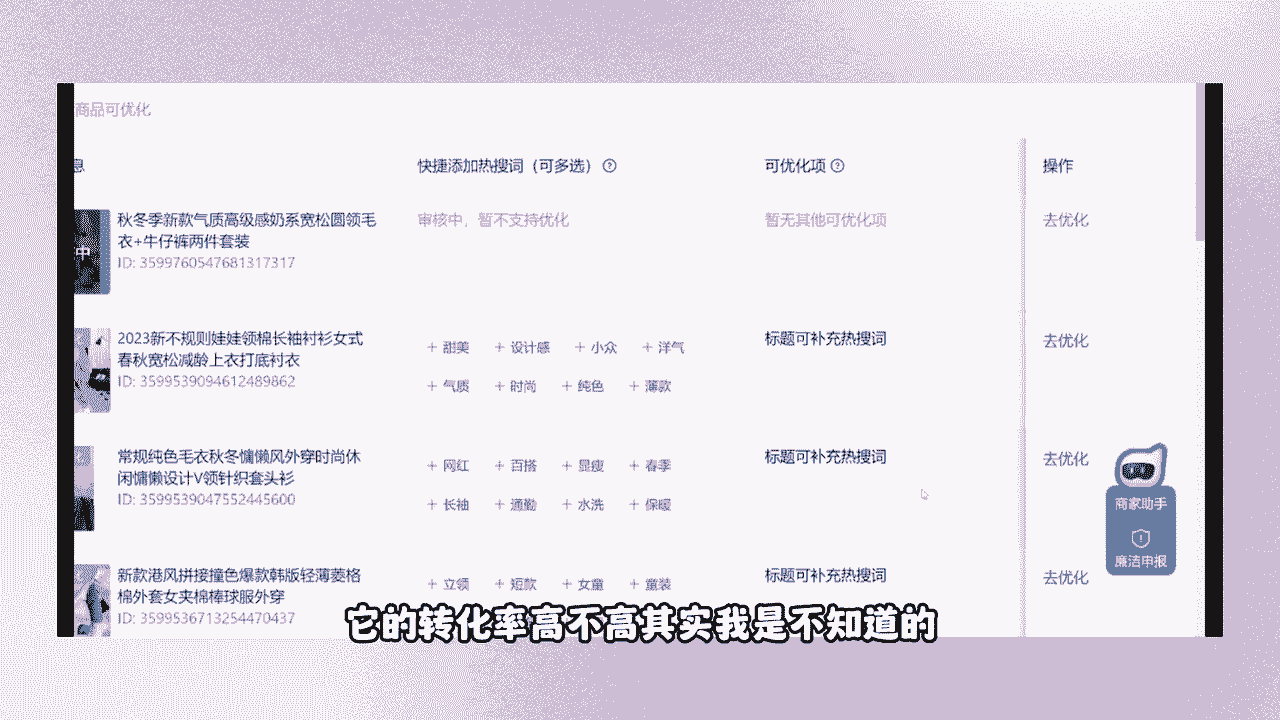 商品可优化
息
快捷添加热搜词（可多选）
可优化项
操作
中
秋冬季新款气质高级感奶系宽松圆领毛
衣+牛仔裤两件套装
ID: 3599760547681317317
审核中，暂不支持优化
暂无其他可优化项
去优化
2023新不规则娃娃领棉长袖衬衫女式
春秋宽松减龄上衣打底衬衣
ID: 3599539094612489862
+ 甜美 + 设计感 + 小众 + 洋气
+ 气质 + 时尚 + 纯色 + 薄款
标题可补充热搜词
去优化
常规纯色毛衣秋冬慵懒风外穿时尚休
闲慵懒设计V领针织套头衫
ID: 3599539047552445600
+ 网红 + 百搭 + 显瘦 + 春季
+ 长袖 + 通勤 + 水洗 + 保暖
标题可补充热搜词
去优化
商家助手
廉洁申报
新款港风拼接撞色爆款韩版轻薄菱格
棉外套女夹棉棒球服外穿
ID: 3599536713254470437
+ 立领 + 短款 + 女童 + 童装
标题可补充热搜词
去优化
它的转化率高不高其实我是不知道的